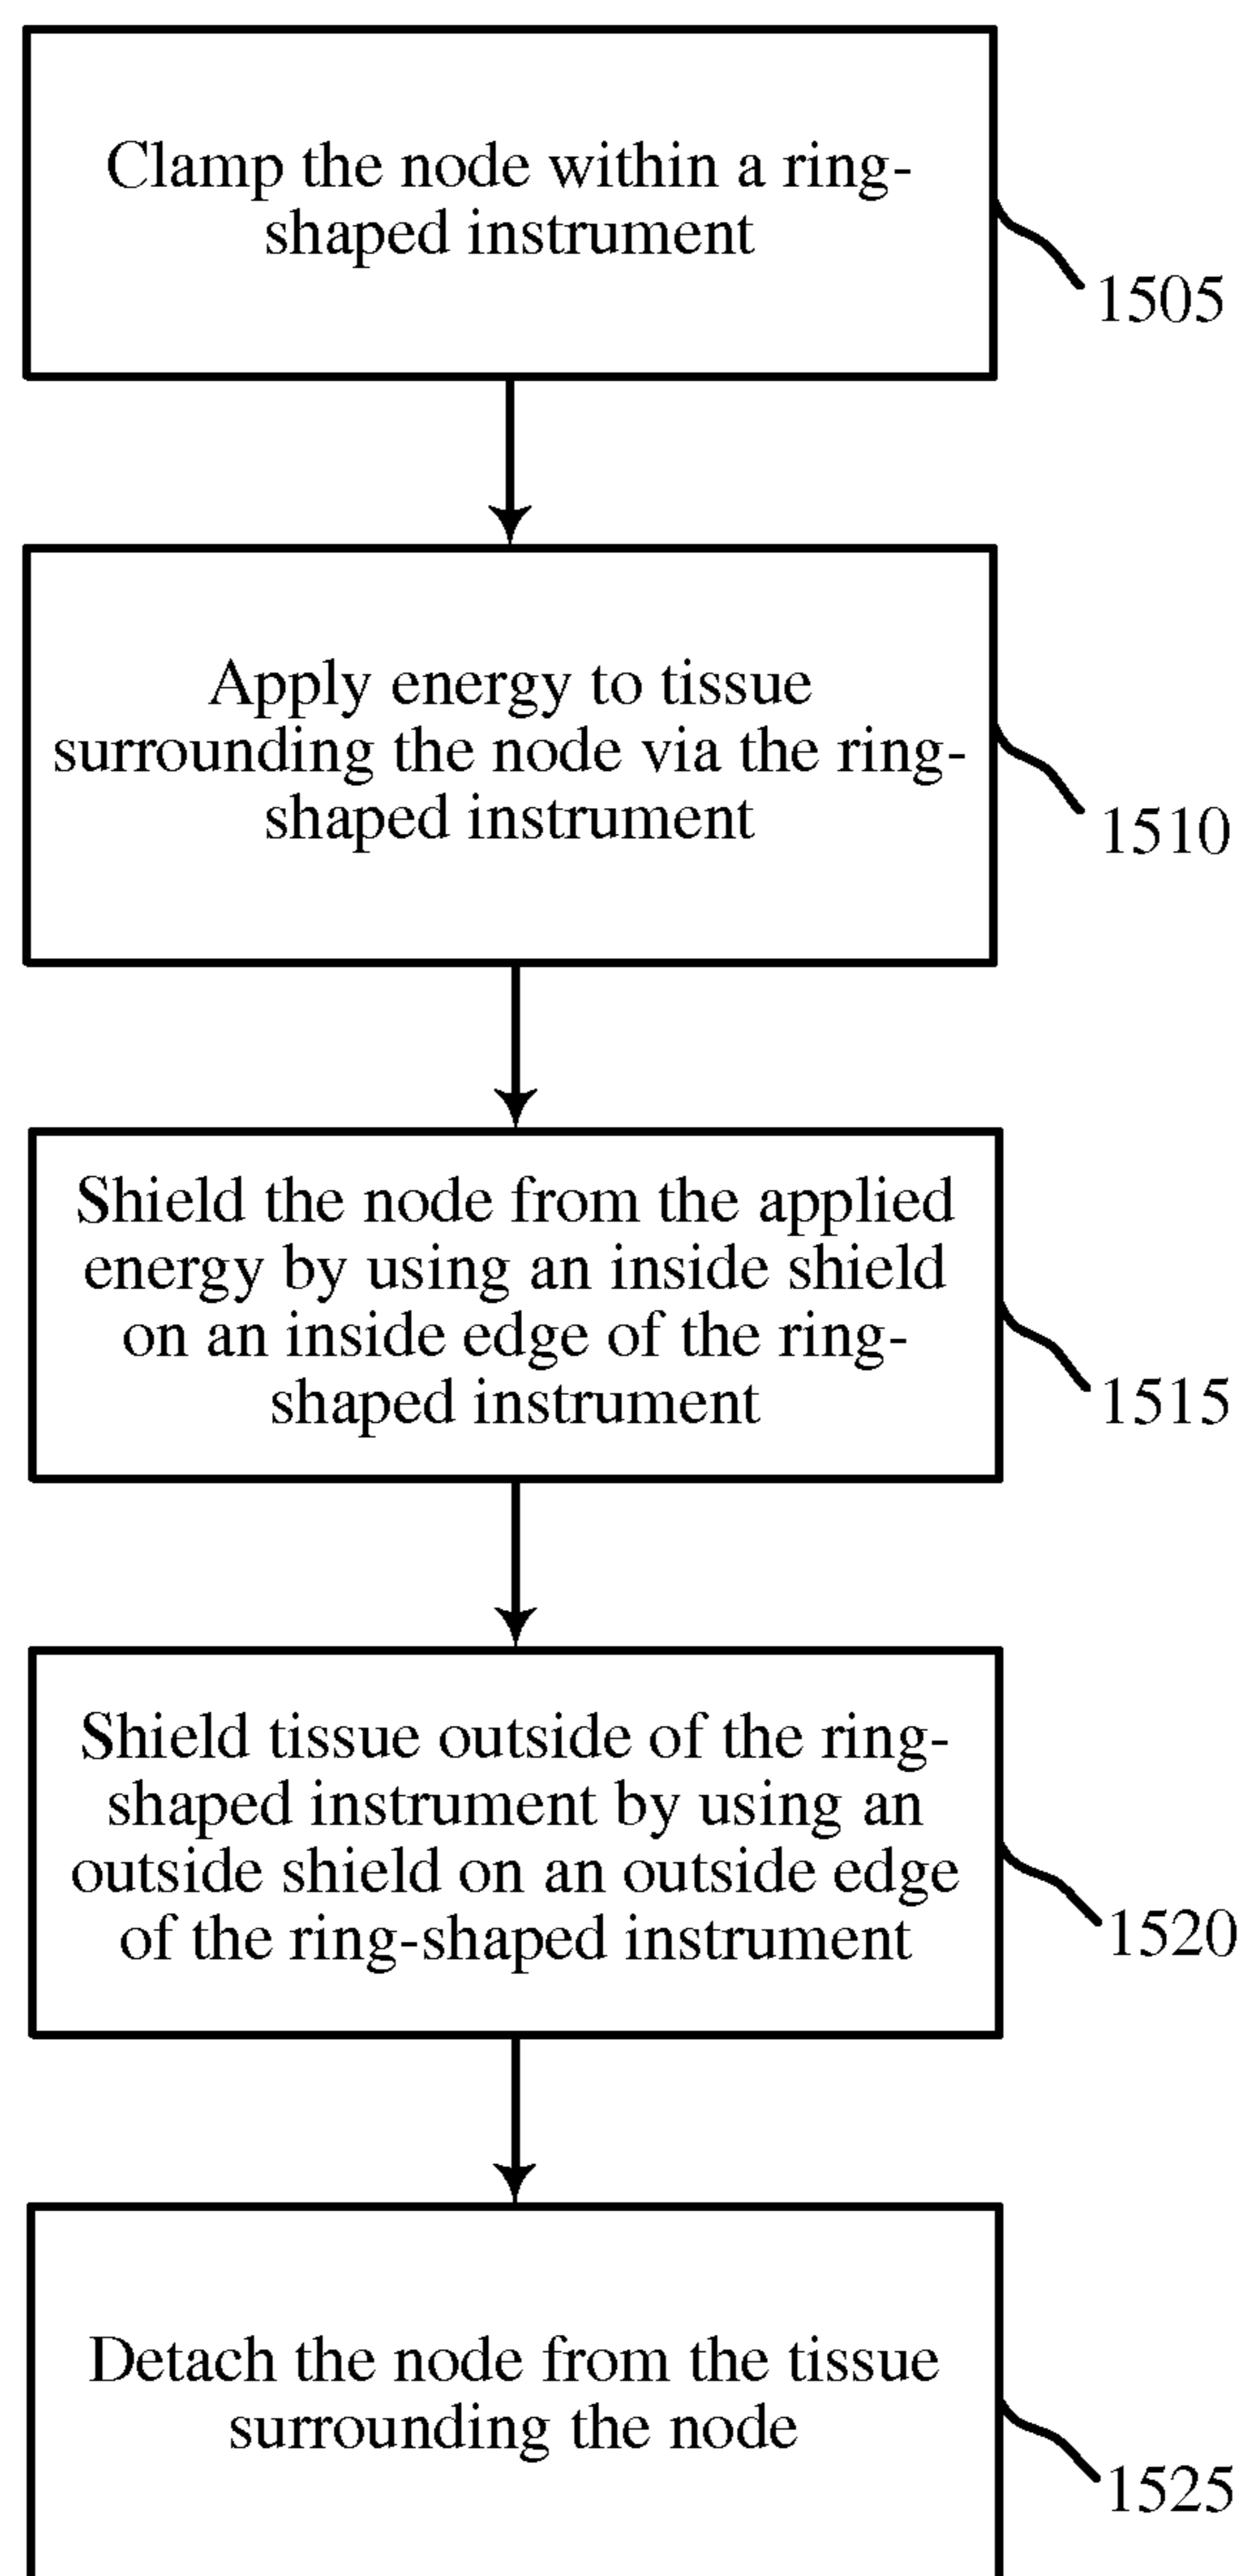 Clamp the node within a ring-
shaped instrument
1505
Apply energy to tissue
surrounding the node via the ring-
shaped instrument
1510
Shield the node from the applied
energy by using an inside shield
on an inside edge of the ring-
shaped instrument
1515
Shield tissue outside of the ring-
shaped instrument by using an
outside shield on an outside edge
of the ring-shaped instrument
1520
Detach the node from the tissue
surrounding the node
1525